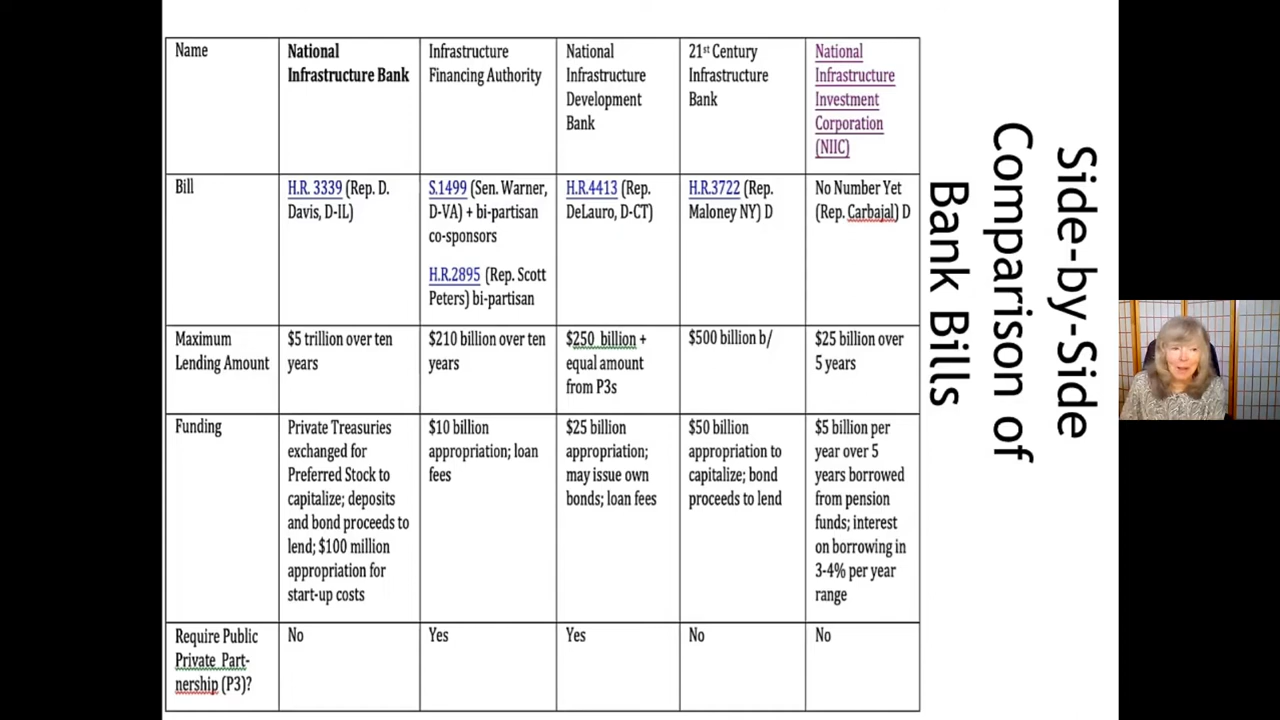 Side-by-Side
Comparison of
Bank Bills
Name
National
Infrastructure Bank
Infrastructure
Financing Authority
National
Infrastructure
Development
Bank
21st Century
Infrastructure
Bank
National
Infrastructure
Investment
Corporation
(NIIC)
Bill
H.R. 3339 (Rep. D.
Davis, D-IL)
S.1499 (Sen. Warner,
D-VA) + bi-partisan
co-sponsors
H.R.2895 (Rep. Scott
Peters) bi-partisan
H.R.4413 (Rep.
DeLauro, D-CT)
H.R.3722 (Rep.
Maloney NY) D
No Number Yet
(Rep. Carbajal) D
Maximum
Lending Amount
$5 trillion over ten
years
$210 billion over ten
years
$250 billion +
equal amount
from P3s
$500 billion b/
$25 billion over
5 years
Funding
Private Treasuries
exchanged for
Preferred Stock to
capitalize; deposits
and bond proceeds to
lend; $100 million
appropriation for
start-up costs
$10 billion
appropriation; loan
fees
$25 billion
appropriation;
may issue own
bonds; loan fees
$50 billion
appropriation to
capitalize; bond
proceeds to lend
$5 billion per
year over 5
years borrowed
from pension
funds; interest
on borrowing in
3-4% per year
range
Require Public
Private Part-
nership (P3)?
No
Yes
Yes
No
No